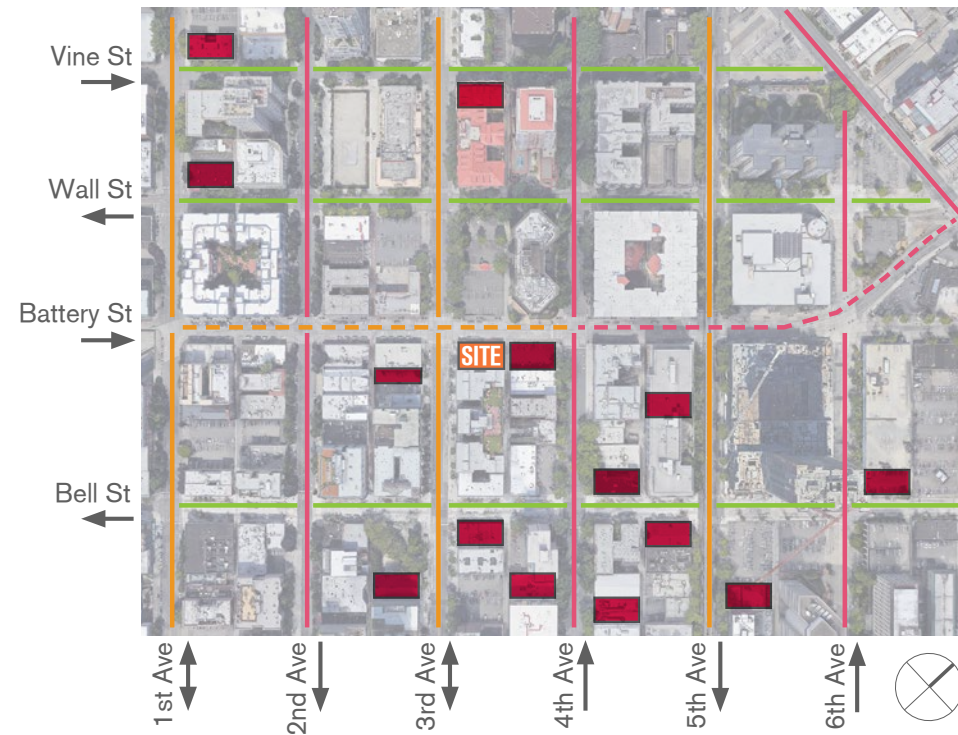 Vine St
Wall St
Battery St
SITE
Bell St
1st Ave
2nd Ave
3rd Ave
4th Ave
5th Ave
6th Ave